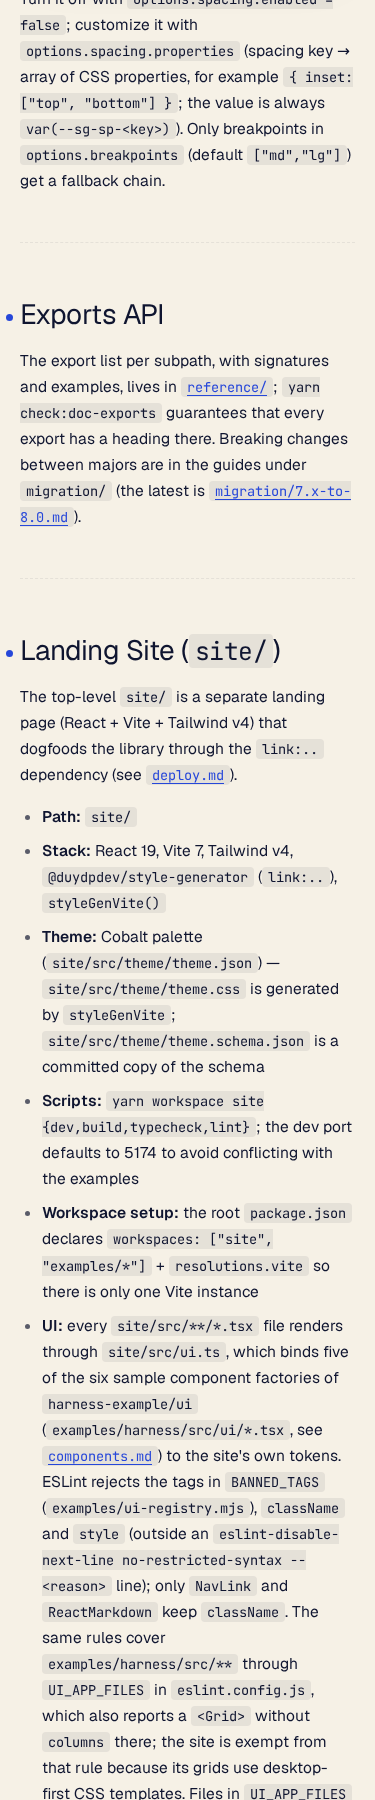 Turn it off with options.spacing.enabled =
false ; customize it with
options.spacing.properties (spacing key →
array of CSS properties, for example { inset:
["top", "bottom"] } ; the value is always
var(--sg-sp-<key>) ). Only breakpoints in
options.breakpoints (default ["md","lg"] )
get a fallback chain.
Exports API
The export list per subpath, with signatures
and examples, lives in reference/ ; yarn
check:doc-exports guarantees that every
export has a heading there. Breaking changes
between majors are in the guides under
migration/ (the latest is migration/7.x-to-
8.0.md ).
Landing Site ( site/ )
The top-level site/ is a separate landing
page (React + Vite + Tailwind v4) that
dogfoods the library through the link:..
dependency (see deploy.md ).
• Path: site/
• Stack: React 19, Vite 7, Tailwind v4,
@duydpdev/style-generator ( link:.. ),
styleGenVite()
• Theme: Cobalt palette
( site/src/theme/theme.json ) —
site/src/theme/theme.css is generated
by styleGenVite ;
site/src/theme/theme.schema.json is a
committed copy of the schema
• Scripts: yarn workspace site
{dev,build,typecheck,lint} ; the dev port
defaults to 5174 to avoid conflicting with
the examples
• Workspace setup: the root package.json
declares workspaces: ["site",
"examples/*"] + resolutions.vite so
there is only one Vite instance
• UI: every site/src/**/*.tsx file renders
through site/src/ui.ts , which binds five
of the six sample component factories of
harness-example/ui
( examples/harness/src/ui/*.tsx , see
components.md ) to the site's own tokens.
ESLint rejects the tags in BANNED_TAGS
( examples/ui-registry.mjs ), className
and style (outside an eslint-disable-
next-line no-restricted-syntax --
<reason> line); only NavLink and
ReactMarkdown keep className . The
same rules cover
examples/harness/src/** through
UI_APP_FILES in eslint.config.js ,
which also reports a <Grid> without
columns there; the site is exempt from
that rule because its grids use desktop-
first CSS templates. Files in UI_APP_FILES